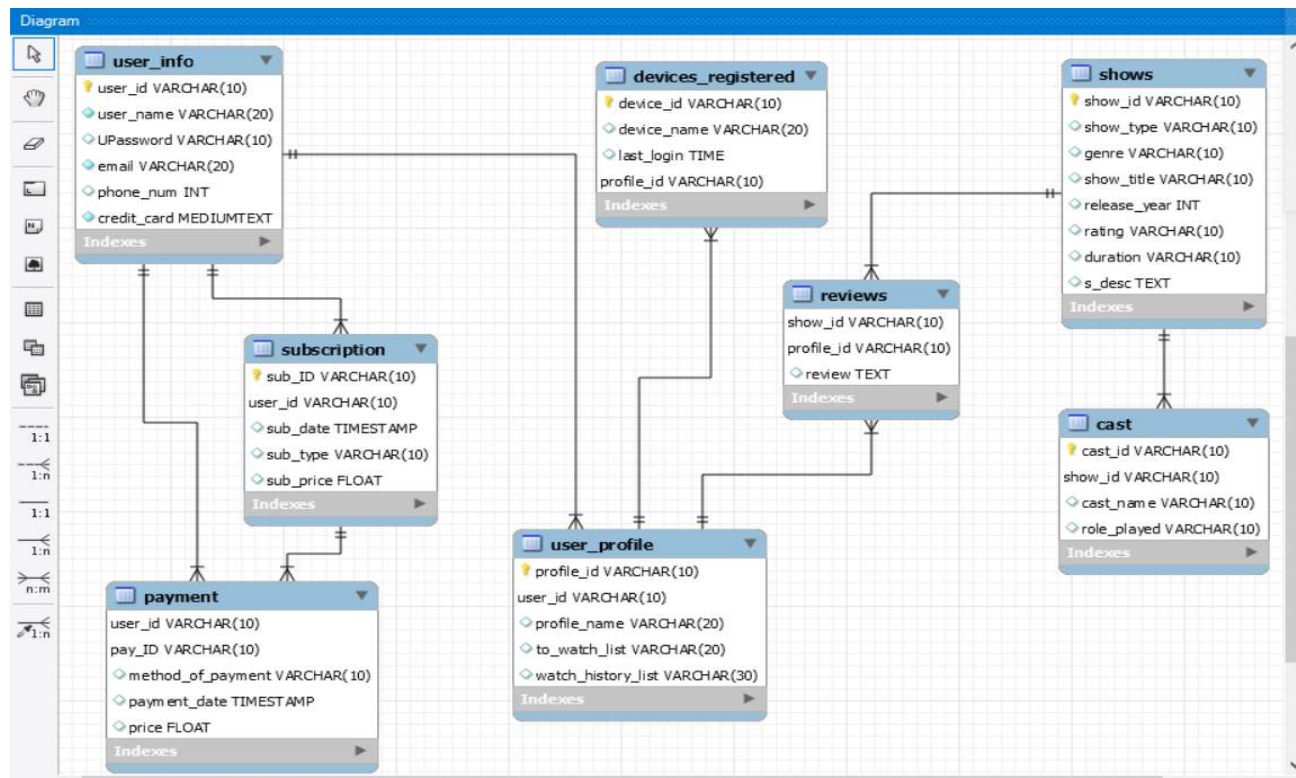 Diagram
user_info
user_id VARCHAR(10)
user_name VARCHAR(20)
UPassword VARCHAR(10)
email VARCHAR(20)
phone_num INT
credit_card MEDIUMTEXT
Indexes
devices_registered
device_id VARCHAR(10)
device_name VARCHAR(20)
last_login TIME
profile_id VARCHAR(10)
Indexes
shows
show_id VARCHAR(10)
show_type VARCHAR(10)
genre VARCHAR(10)
show_title VARCHAR(10)
release_year INT
rating VARCHAR(10)
duration VARCHAR(10)
s_desc TEXT
Indexes
reviews
show_id VARCHAR(10)
profile_id VARCHAR(10)
review TEXT
Indexes
subscription
sub_ID VARCHAR(10)
user_id VARCHAR(10)
sub_date TIMESTAMP
sub_type VARCHAR(10)
sub_price FLOAT
Indexes
cast
cast_id VARCHAR(10)
show_id VARCHAR(10)
cast_name VARCHAR(10)
role_played VARCHAR(10)
Indexes
user_profile
profile_id VARCHAR(10)
user_id VARCHAR(10)
profile_name VARCHAR(20)
to_watch_list VARCHAR(20)
watch_history_list VARCHAR(30)
Indexes
payment
user_id VARCHAR(10)
pay_ID VARCHAR(10)
method_of_payment VARCHAR(10)
payment_date TIMESTAMP
price FLOAT
Indexes
1:1
1:n
1:1
1:n
n:m
1:n